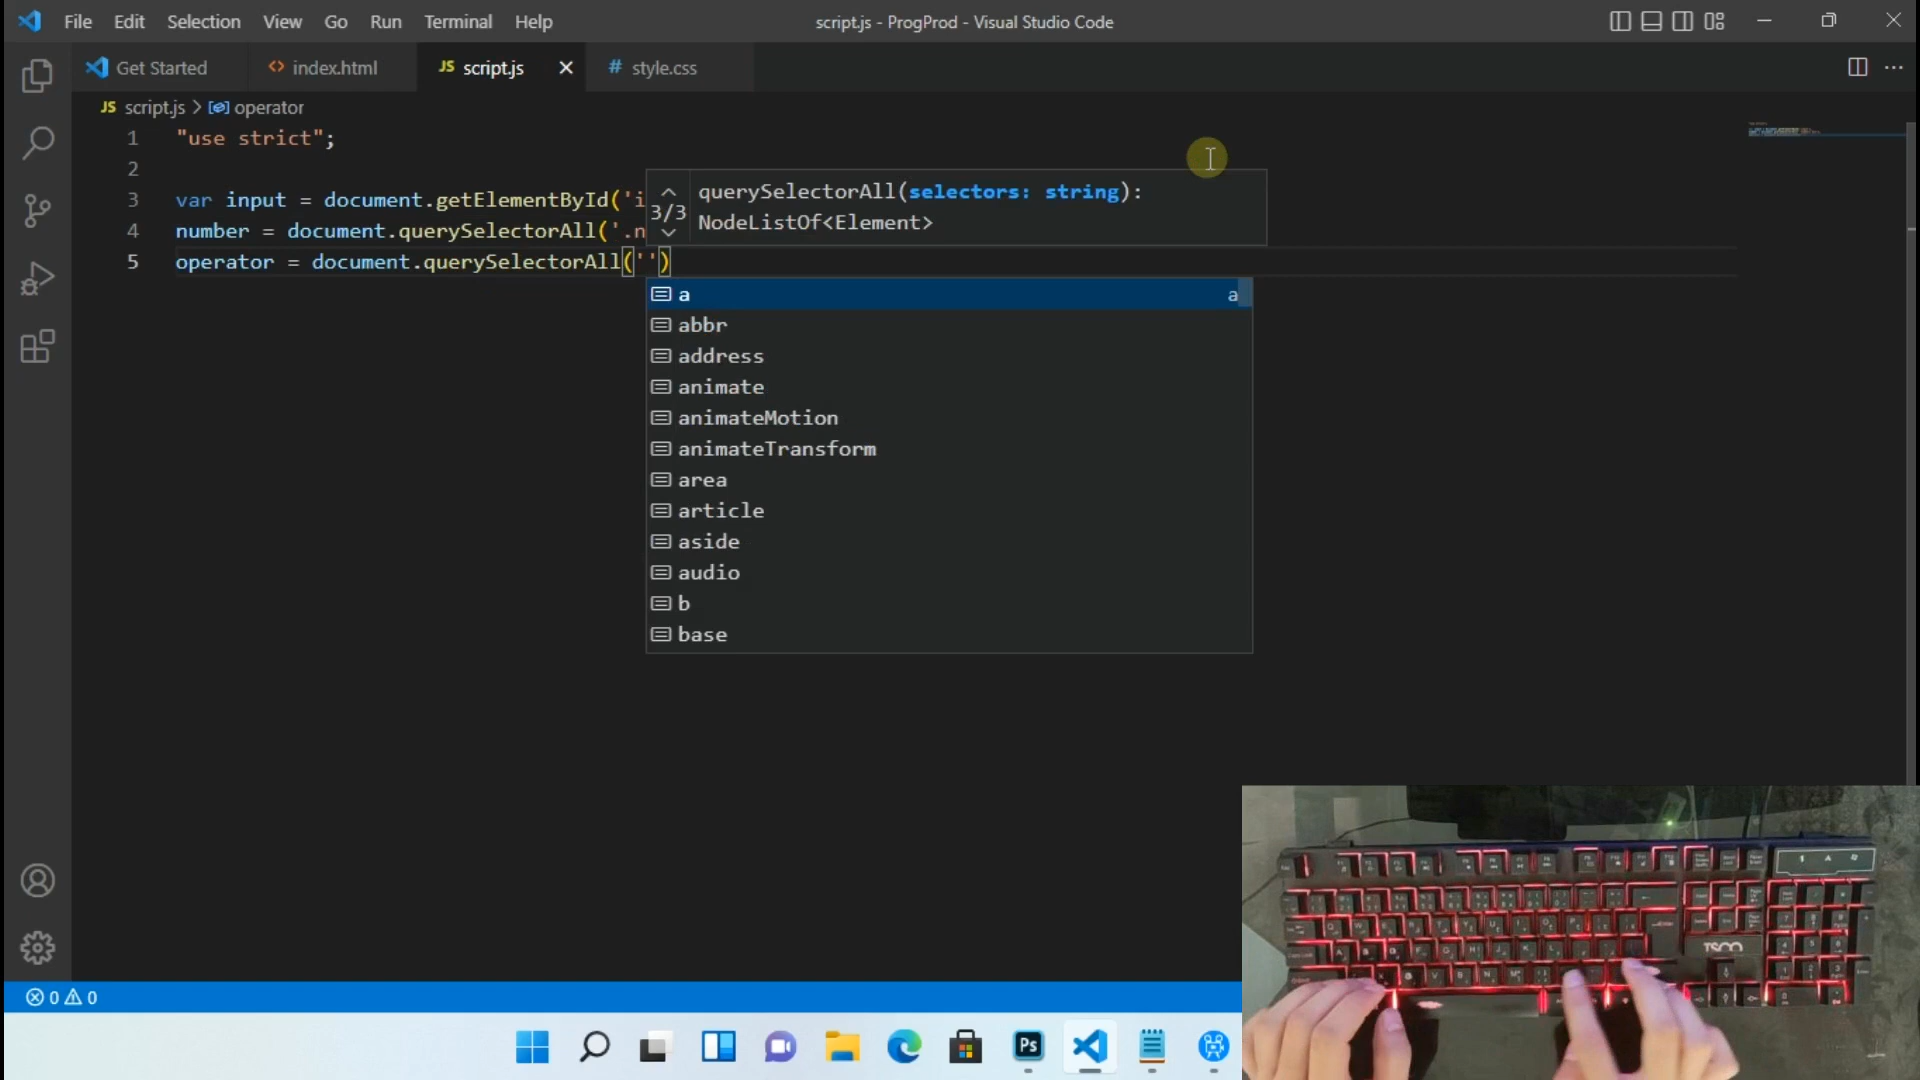 File Edit Selection View Go Run Terminal Help
script.js - ProgProd - Visual Studio Code
Get Started
index.html
JS script.js
# style.css
JS script.js > operator
1 "use strict";
2
3 var input = document.getElementById('i
4 number = document.querySelectorAll('.n
5 operator = document.querySelectorAll('')
3/3
querySelectorAll(selectors: string):
NodeListOf<Element>
a a
abbr
address
animate
animateMotion
animateTransform
area
article
aside
audio
b
base
0 0
Ps
TSCO